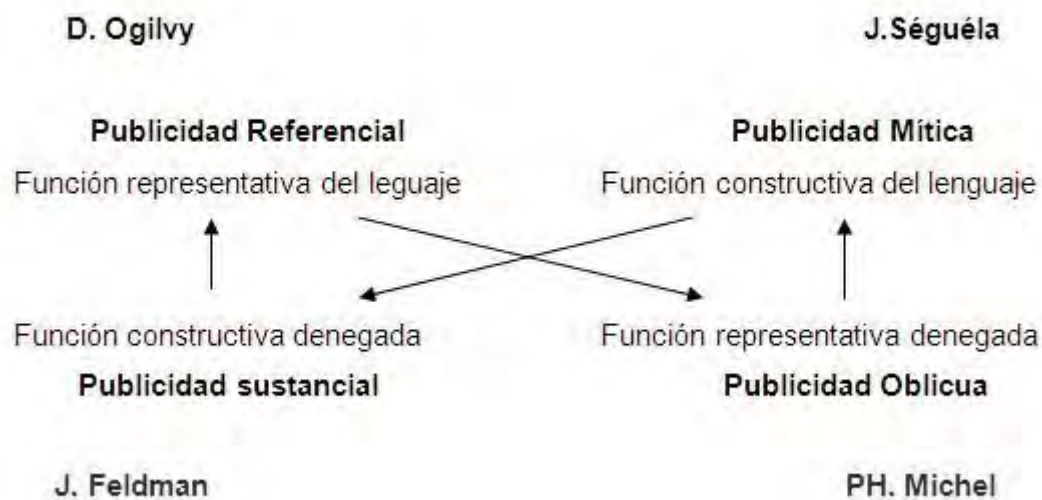 D. Ogilvy
J.Séguéla
Publicidad Referencial
Publicidad Mítica
Función representativa del leguaje
Función constructiva del lenguaje
Función constructiva denegada
Función representativa denegada
Publicidad sustancial
Publicidad Oblicua
J. Feldman
PH. Michel